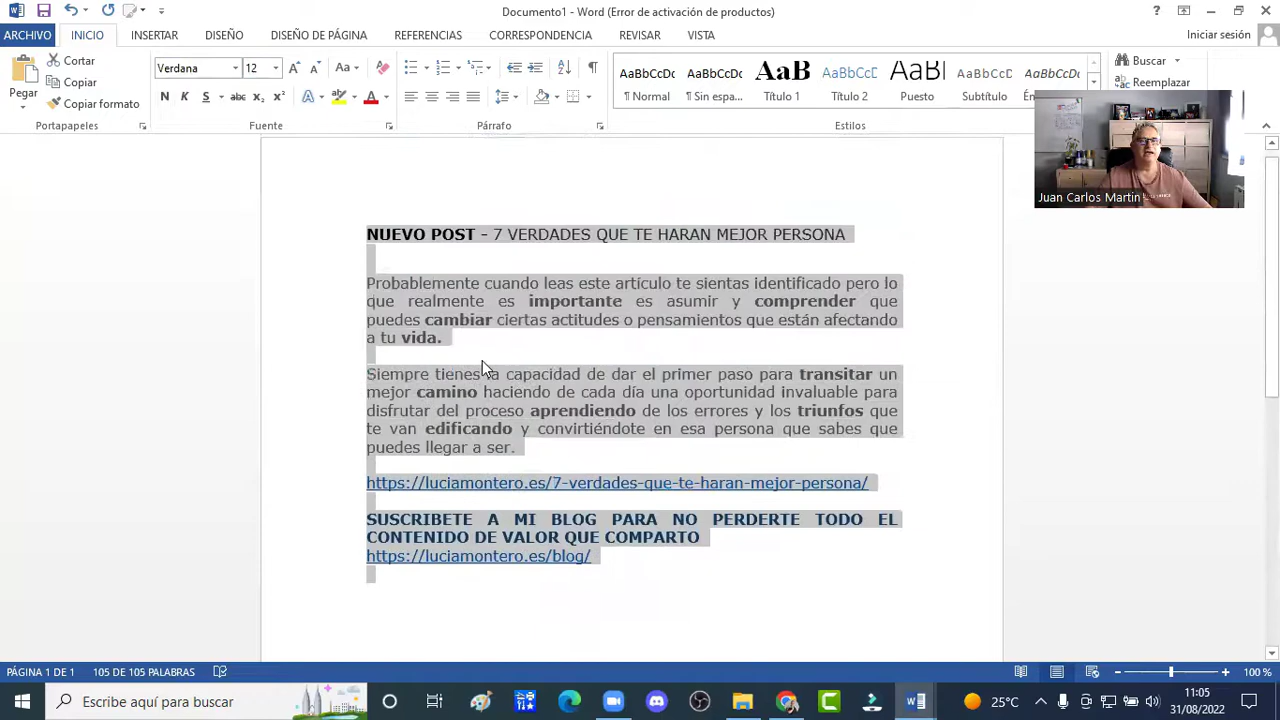 Documento1 - Word (Error de activación de productos)
ARCHIVO INICIO INSERTAR DISEÑO DISEÑO DE PÁGINA REFERENCIAS CORRESPONDENCIA REVISAR VISTA Iniciar sesión
Pegar
Cortar
Copiar
Copiar formato
Portapapeles
Verdana 12
Aa
N K S abc x₂ x² A A
Fuente
Párrafo
AaBbCcDc AaBbCcDc AaB AaBbCcDc AaBl AaBbCcDc AaBbCcDc
¶ Normal ¶ Sin espa... Título 1 Título 2 Puesto Subtítulo
Estilos
Buscar
Reemplazar
Juan Carlos Martin
NUEVO POST - 7 VERDADES QUE TE HARAN MEJOR PERSONA
Probablemente cuando leas este artículo te sientas identificado pero lo
que realmente es importante es asumir y comprender que
puedes cambiar ciertas actitudes o pensamientos que están afectando
a tu vida.
Siempre tienes la capacidad de dar el primer paso para transitar un
mejor camino haciendo de cada día una oportunidad invaluable para
disfrutar del proceso aprendiendo de los errores y los triunfos que
te van edificando y convirtiéndote en esa persona que sabes que
puedes llegar a ser.
https://luciamontero.es/7-verdades-que-te-haran-mejor-persona/
SUSCRIBETE A MI BLOG PARA NO PERDERTE TODO EL
CONTENIDO DE VALOR QUE COMPARTO
https://luciamontero.es/blog/
PÁGINA 1 DE 1 105 DE 105 PALABRAS 100 %
Escribe aquí para buscar
25°C
11:05
31/08/2022